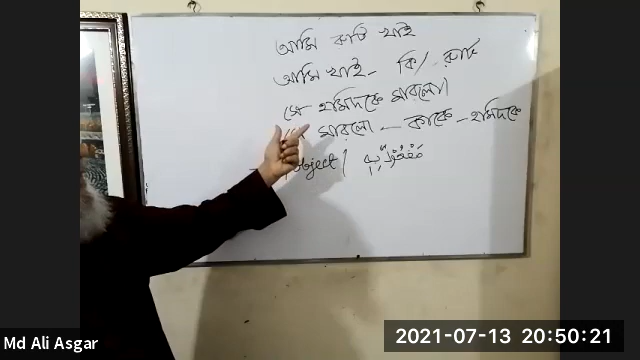 আমি রুটি খাই
আমি খাই- কি/ রুটি
সে হামিদকে মারলো।
মারলো – কাকে – হামিদকে
object / مَفْعُوْلٌ بِهٖ
Md Ali Asgar
2021-07-13 20:50:21